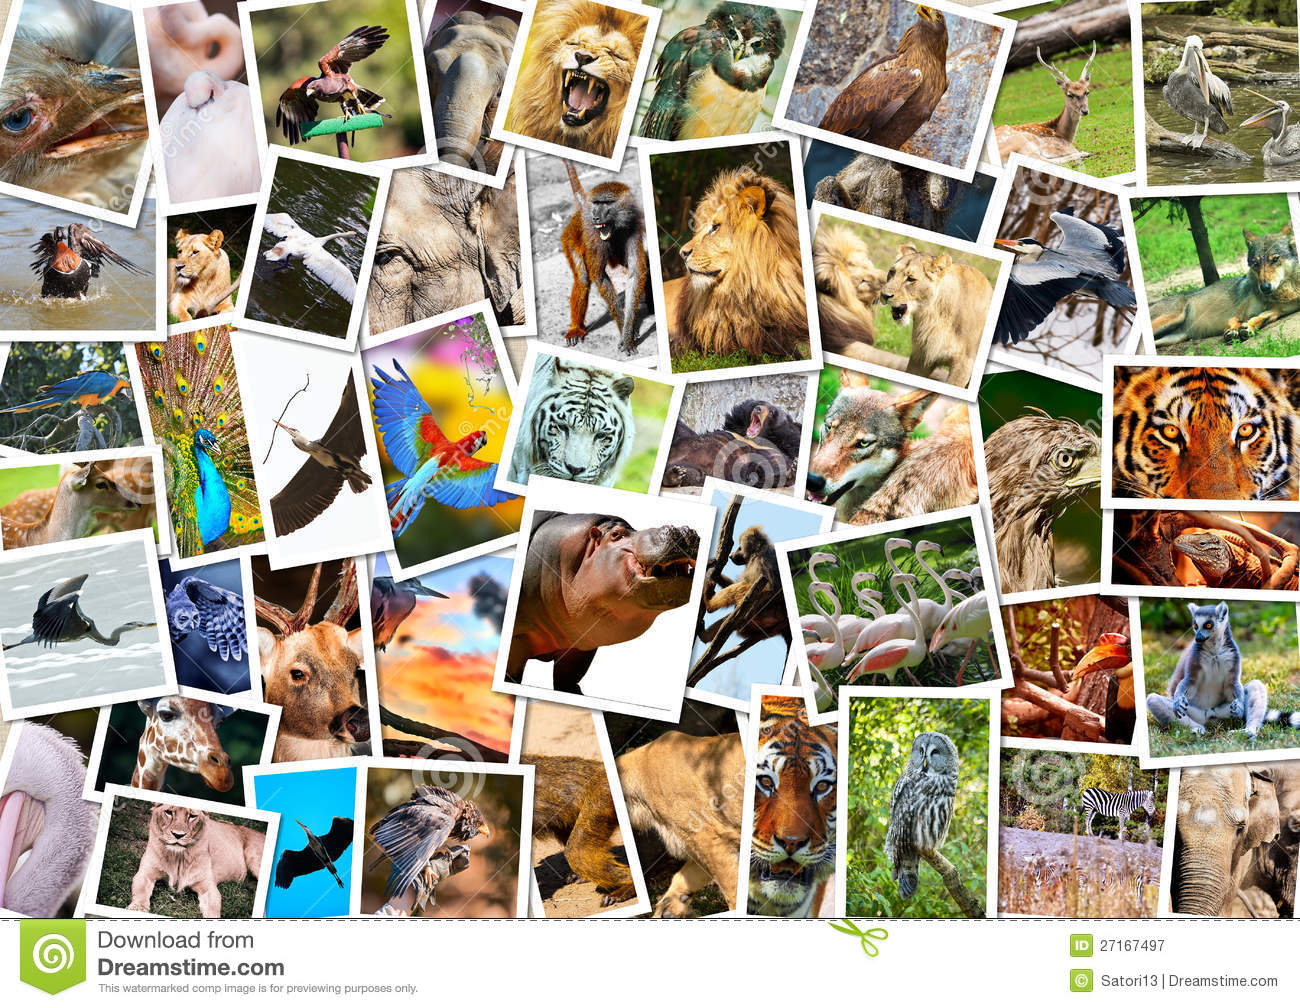 Download from
Dreamstime.com
This watermarked comp image is for previewing purposes only.
ID 27167497
© Satori13 | Dreamstime.com